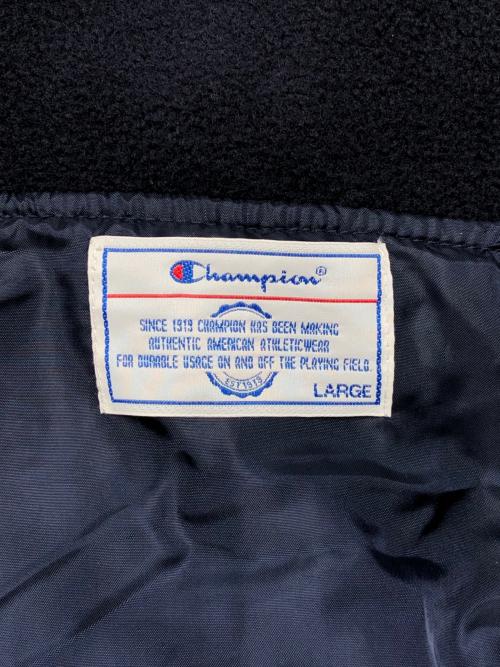 Champion®
SINCE 1919 CHAMPION HAS BEEN MAKING
AUTHENTIC AMERICAN ATHLETICWEAR
FOR DURABLE USAGE ON AND OFF THE PLAYING FIELD.
EST 1919
LARGE